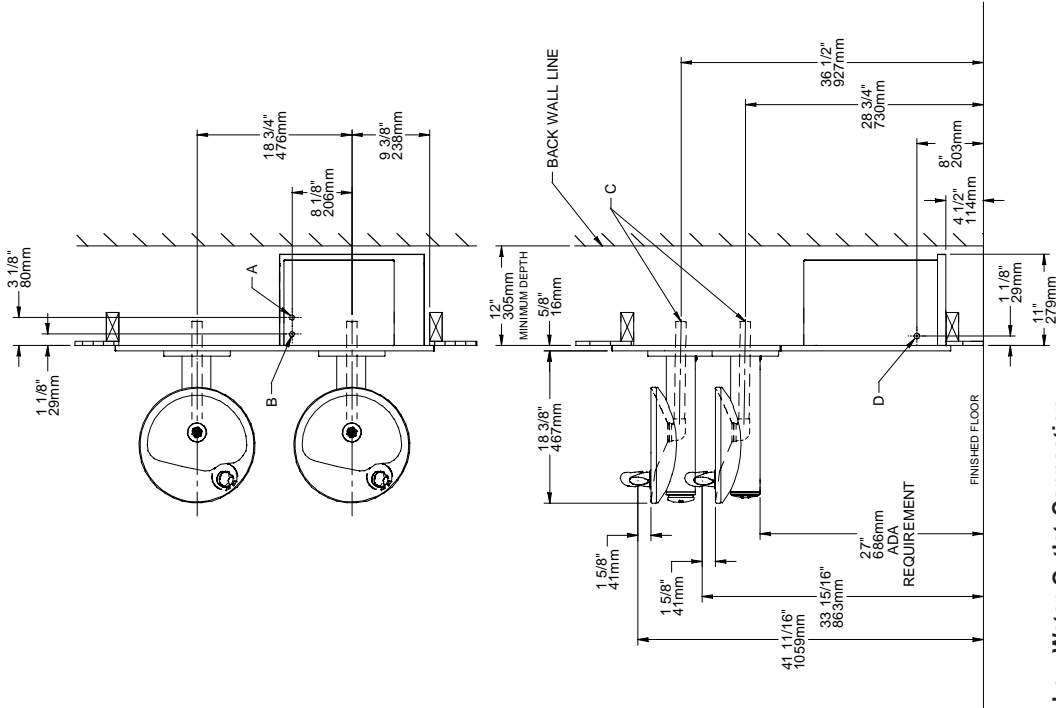 3 1/8"
80mm
1 1/8"
29mm
A
B
18 3/4"
476mm
8 1/8"
206mm
9 3/8"
238mm
BACK WALL LINE
12"
305mm
MINIMUM DEPTH
5/8"
16mm
C
36 1/2"
927mm
28 3/4"
730mm
8"
203mm
4 1/2"
114mm
18 3/8"
467mm
D
1 1/8"
29mm
11"
279mm
FINISHED FLOOR
1 5/8"
41mm
1 5/8"
41mm
27"
686mm
ADA
REQUIREMENT
33 15/16"
863mm
41 11/16"
1059mm